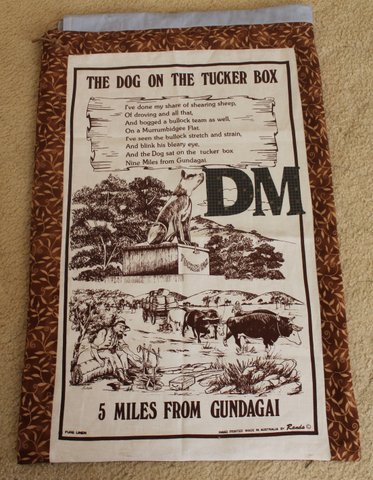 THE DOG ON THE TUCKER BOX
I've done my share of shearing sheep,
Of droving and all that,
And bogged a bullock team as well,
On a Murrumbidgee Flat.
I've seen the bullock stretch and strain,
And blink his bleary eye,
And the Dog sat on the tucker box
Nine Miles from Gundagai.
DM
5 MILES FROM GUNDAGAI
PURE LINEN
HAND PRINTED MADE IN AUSTRALIA BY Randa ©